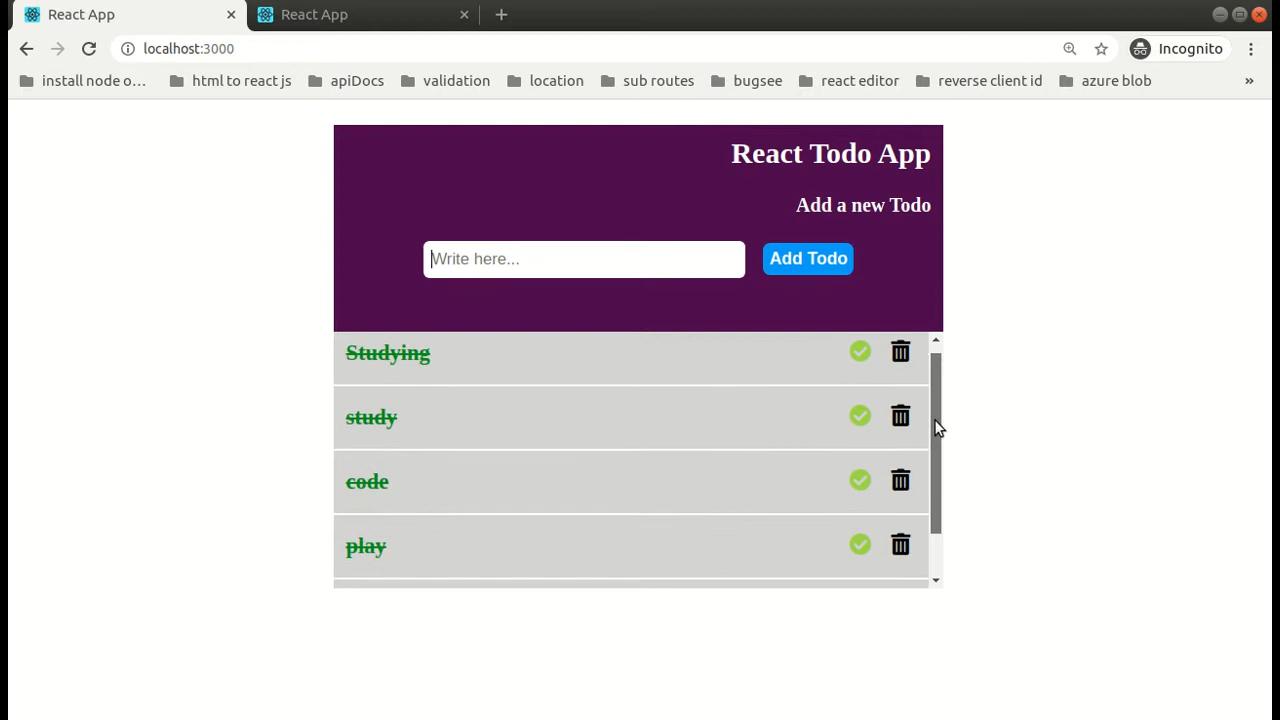 React App
React App
localhost:3000
Incognito
install node o...
html to react js
apiDocs
validation
location
sub routes
bugsee
react editor
reverse client id
azure blob
»
React Todo App
Add a new Todo
Write here...
Add Todo
Studying
study
code
play